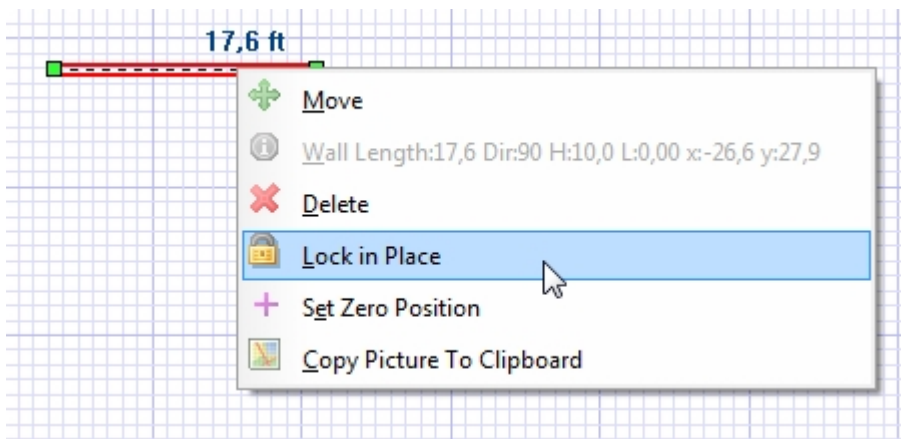 17,6 ft
Move
Wall Length:17,6 Dir:90 H:10,0 L:0,00 x:-26,6 y:27,9
Delete
Lock in Place
Set Zero Position
Copy Picture To Clipboard